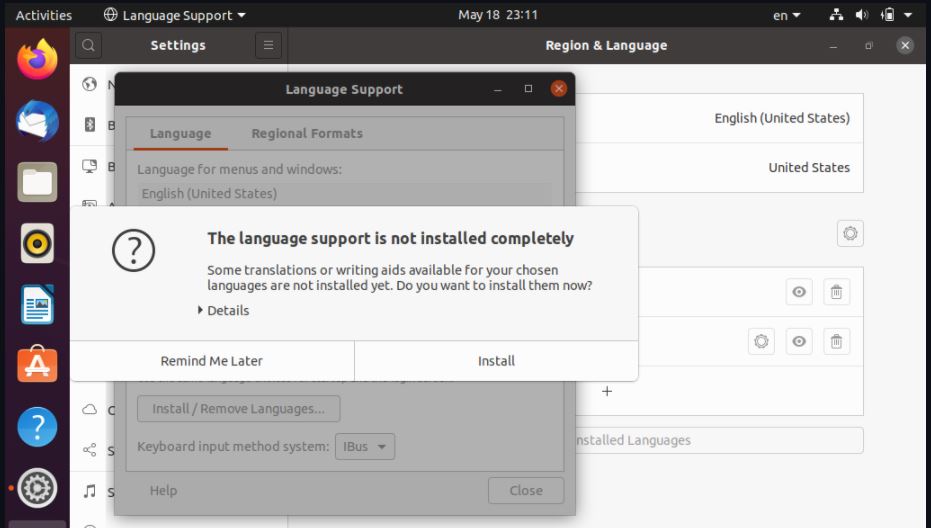 Activities
Language Support
May 18 23:11
en
Settings
Region & Language
Language Support
Language
Regional Formats
English (United States)
Language for menus and windows:
United States
English (United States)
?
The language support is not installed completely
Some translations or writing aids available for your chosen
languages are not installed yet. Do you want to install them now?
Details
Remind Me Later
Install
Install / Remove Languages...
+
nstalled Languages
Keyboard input method system:
IBus
?
Help
Close